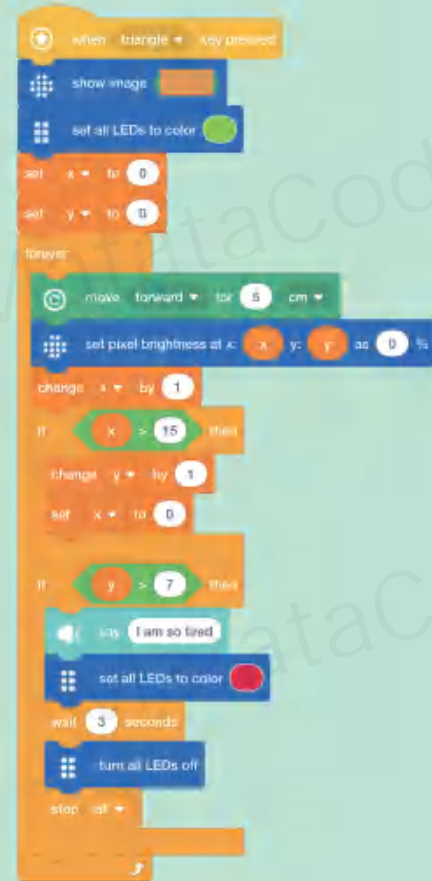 when triangle key pressed
show image
set all LEDs to color
set x to 0
set y to 0
forever
move forward for 5 cm
set pixel brightness at x: x y: y as 0 %
change x by 1
if x > 15 then
change y by 1
set x to 0
if y > 7 then
say I am so tired
set all LEDs to color
wait 3 seconds
turn all LEDs off
stop all